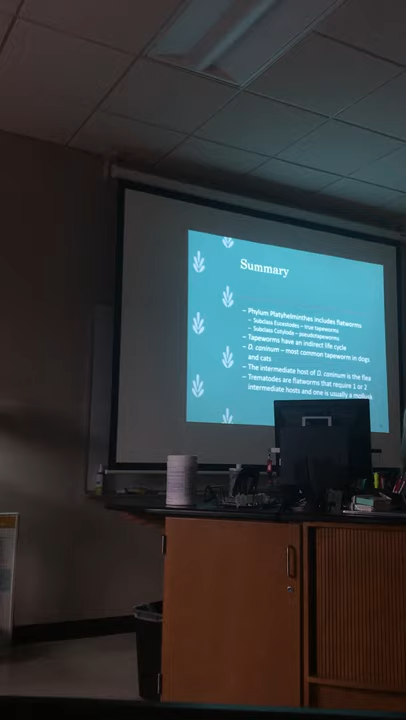 Summary
– Phylum Platyhelminthes includes flatworms
– Subclass Eucestodes – true tapeworms
– Subclass Cotyloda – pseudotapeworms
– Tapeworms have an indirect life cycle
– D. caninum – most common tapeworm in dogs
and cats
– The intermediate host of D. caninum is the flea
– Trematodes are flatworms that require 1 or 2
intermediate hosts and one is usually a mollusk